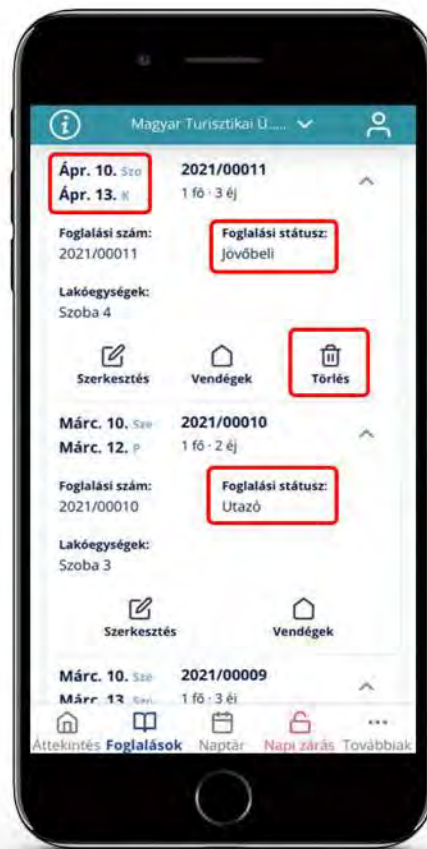 Magyar Turisztikai Ü..... 
Ápr. 10. Szo 2021/00011
Ápr. 13. K 1 fő · 3 éj
Foglalási szám: Foglalási státusz:
2021/00011 Jövőbeli
Lakóegységek:
Szoba 4
Szerkesztés Vendégek Törlés
Márc. 10. Sze 2021/00010
Márc. 12. P 1 fő · 2 éj
Foglalási szám: Foglalási státusz:
2021/00010 Utazó
Lakóegységek:
Szoba 3
Szerkesztés Vendégek
Márc. 10. Sze 2021/00009
Márc. 13 1 fő · 3 éj
Áttekintés Foglalások Naptár Napi zárás Továbbiak